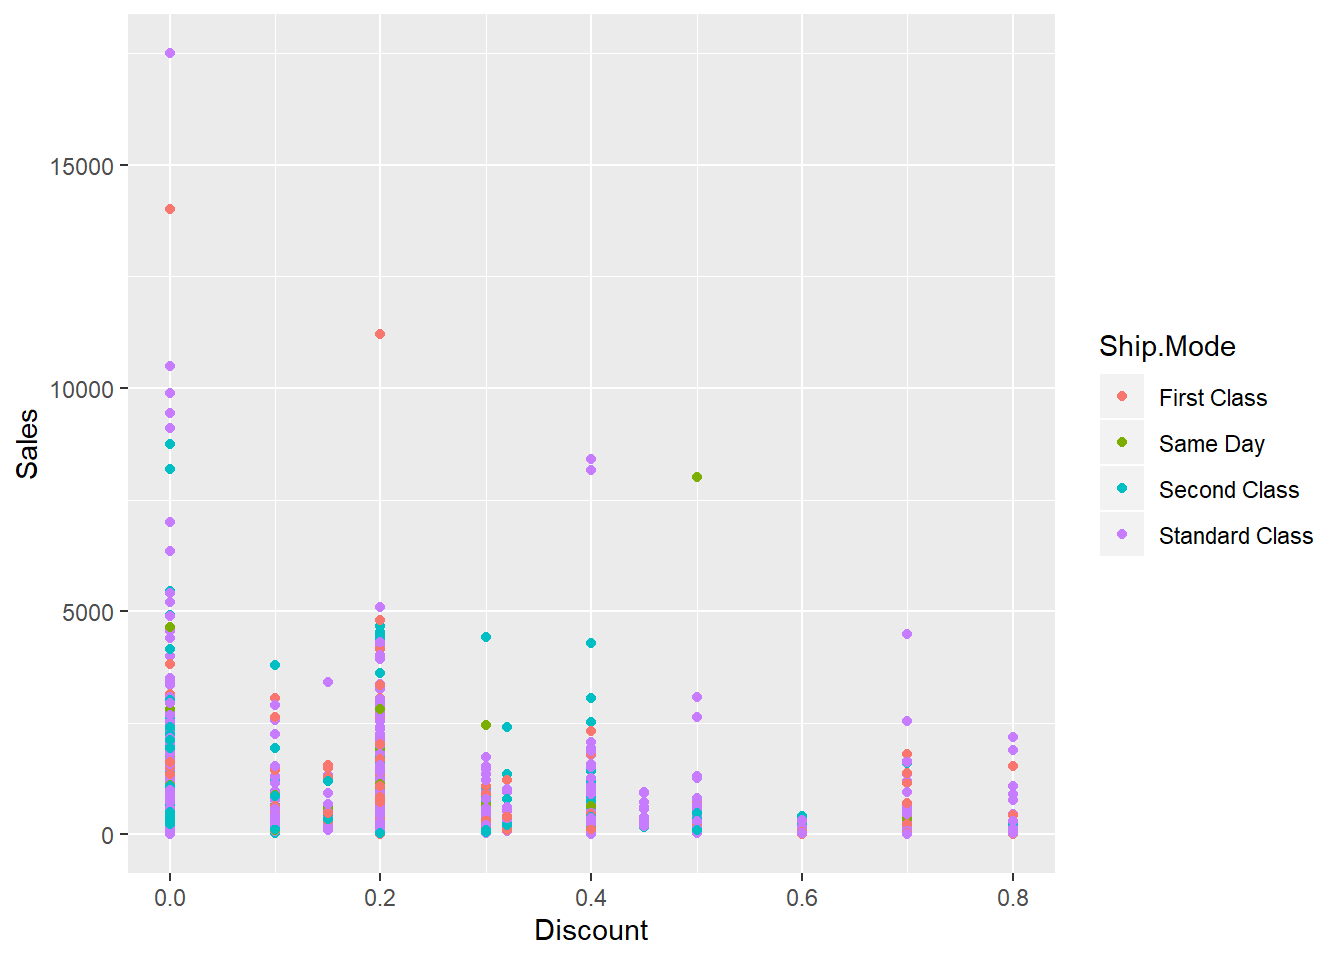 15000
10000
5000
0
Sales
0.0 0.2 0.4 0.6 0.8
Discount
Ship.Mode
First Class
Same Day
Second Class
Standard Class